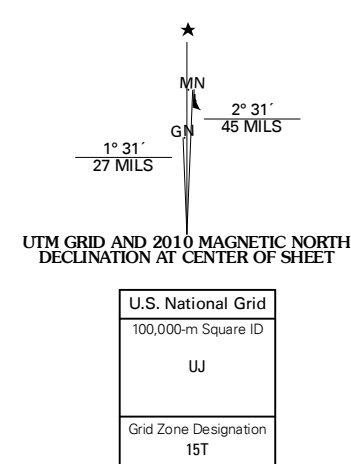 MN
2° 31´
45 MILS
GN
1° 31´
27 MILS
UTM GRID AND 2010 MAGNETIC NORTH
DECLINATION AT CENTER OF SHEET
U.S. National Grid
100,000-m Square ID
UJ
Grid Zone Designation
15T